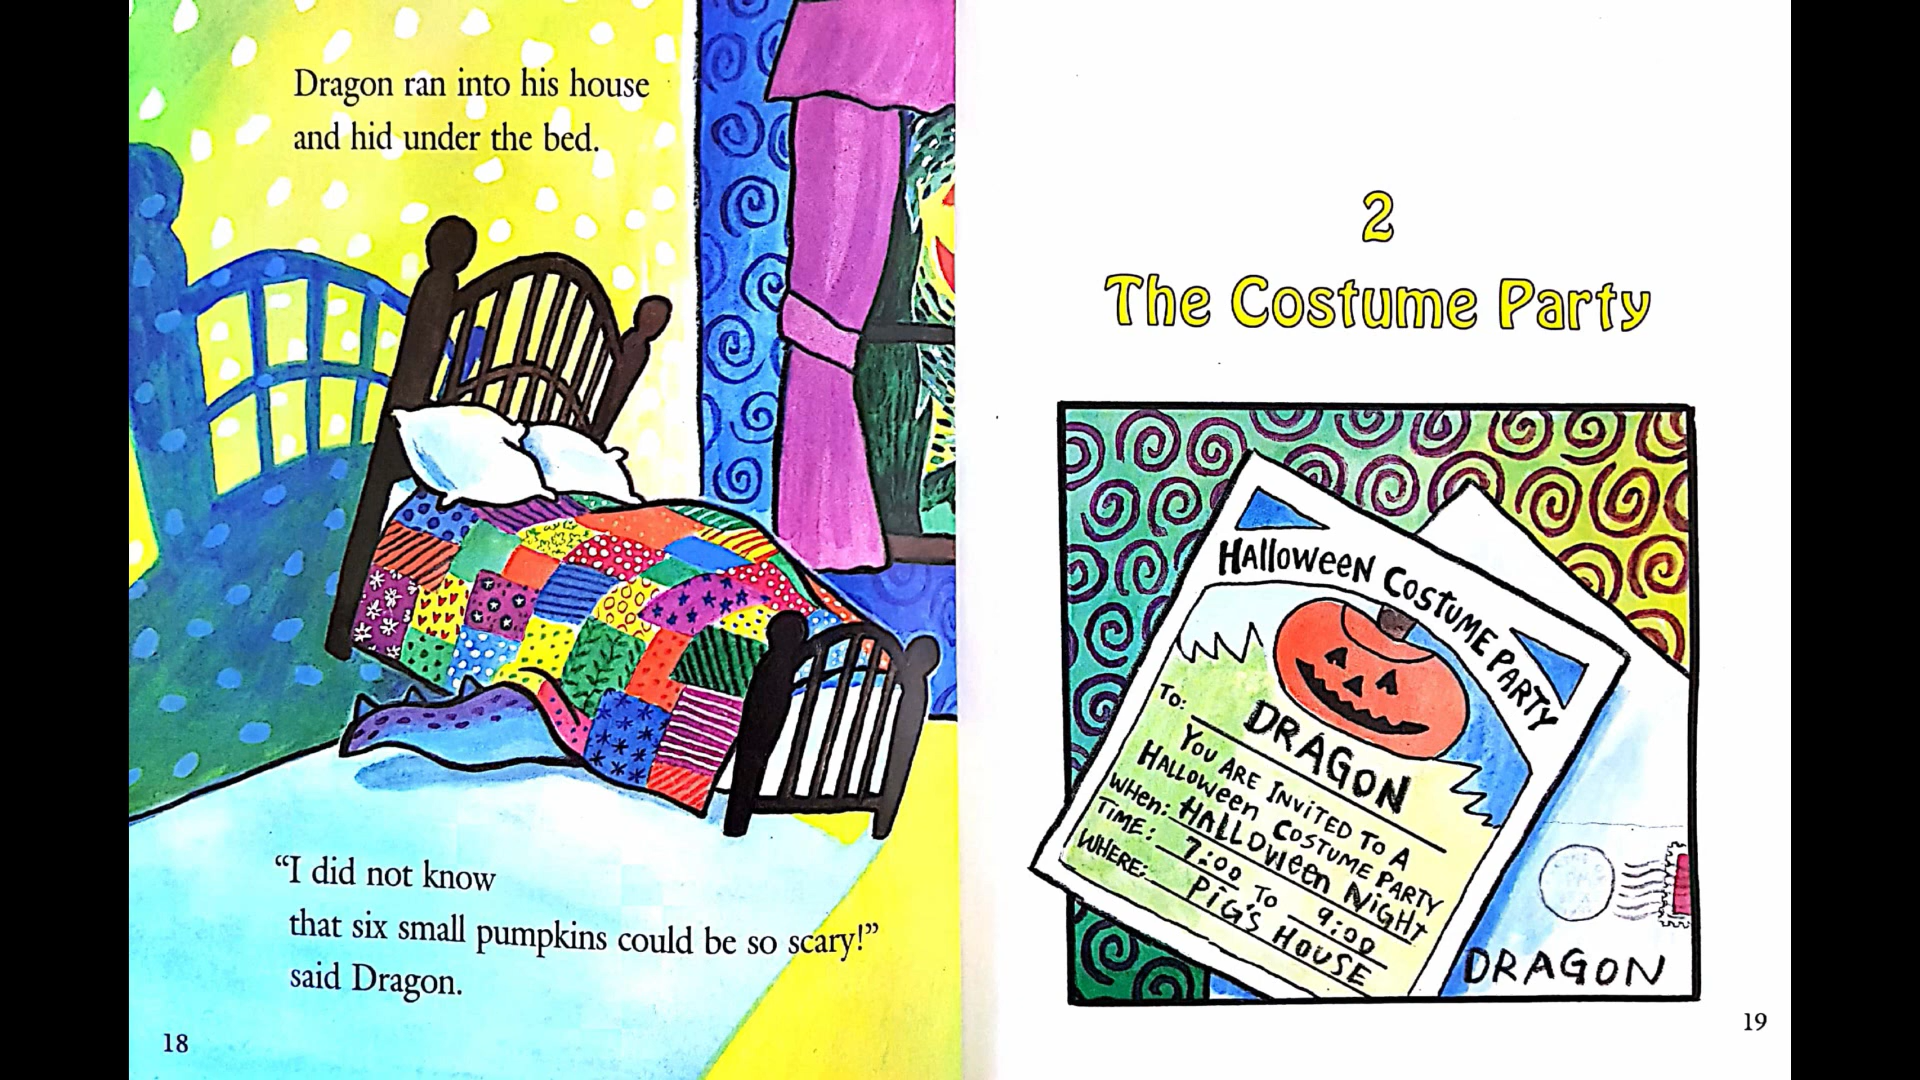 Dragon ran into his house
and hid under the bed.
“I did not know
that six small pumpkins could be so scary!”
said Dragon.
18
2
The Costume Party
HALLOWEEN COSTUME PARTY
TO: DRAGON
YOU ARE INVITED TO A
HALLOWEEN COSTUME PARTY
WHEN: HALLOWEEN NIGHT
TIME: 7:00 TO 9:00
WHERE: PIG'S HOUSE
DRAGON
19